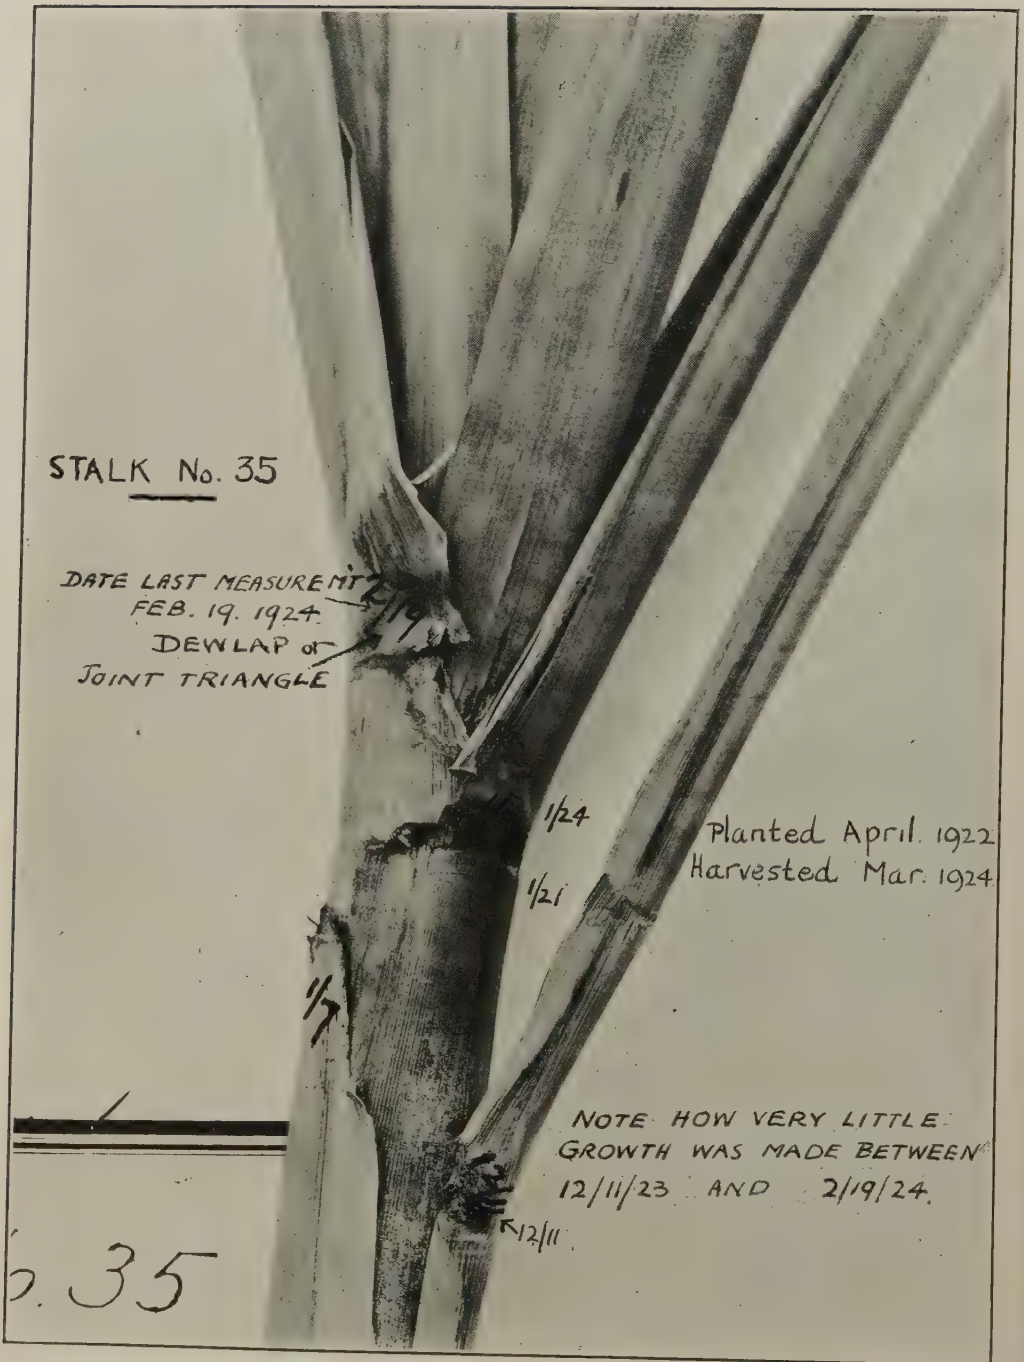 STALK No. 35
DATE LAST MEASUREM'T
FEB. 19. 1924.
DEWLAP or
JOINT TRIANGLE
2/19
1/24
1/21
Planted April. 1922
Harvested Mar. 1924
1/7
NOTE HOW VERY LITTLE
GROWTH WAS MADE BETWEEN
12/11/23 AND 2/19/24.
12/11
35